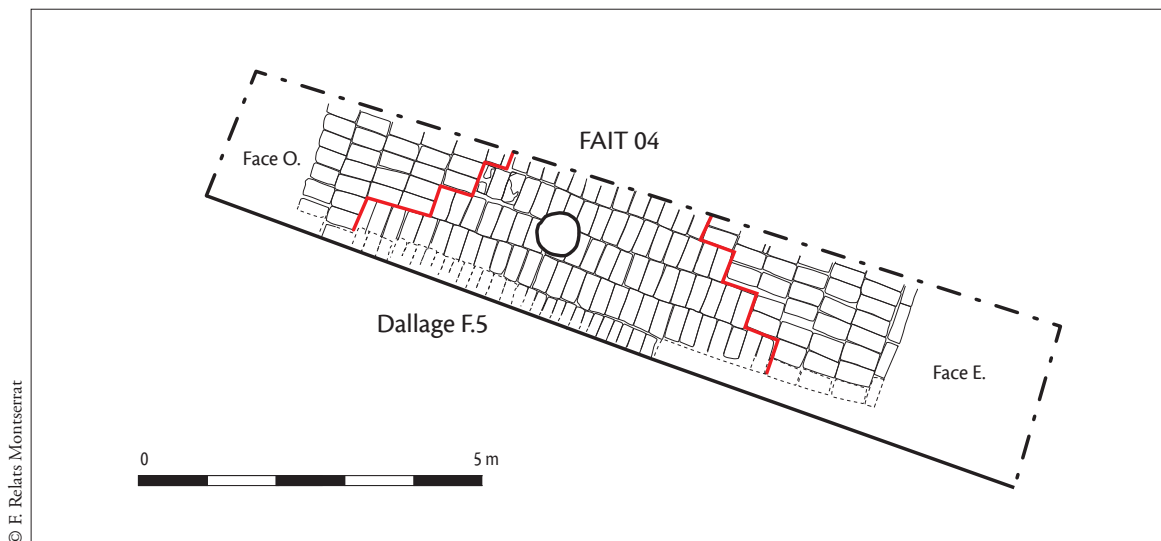 FAIT 04
Face O.
Dallage F.5
Face E.
0 5 m
© F. Relats Montserrat